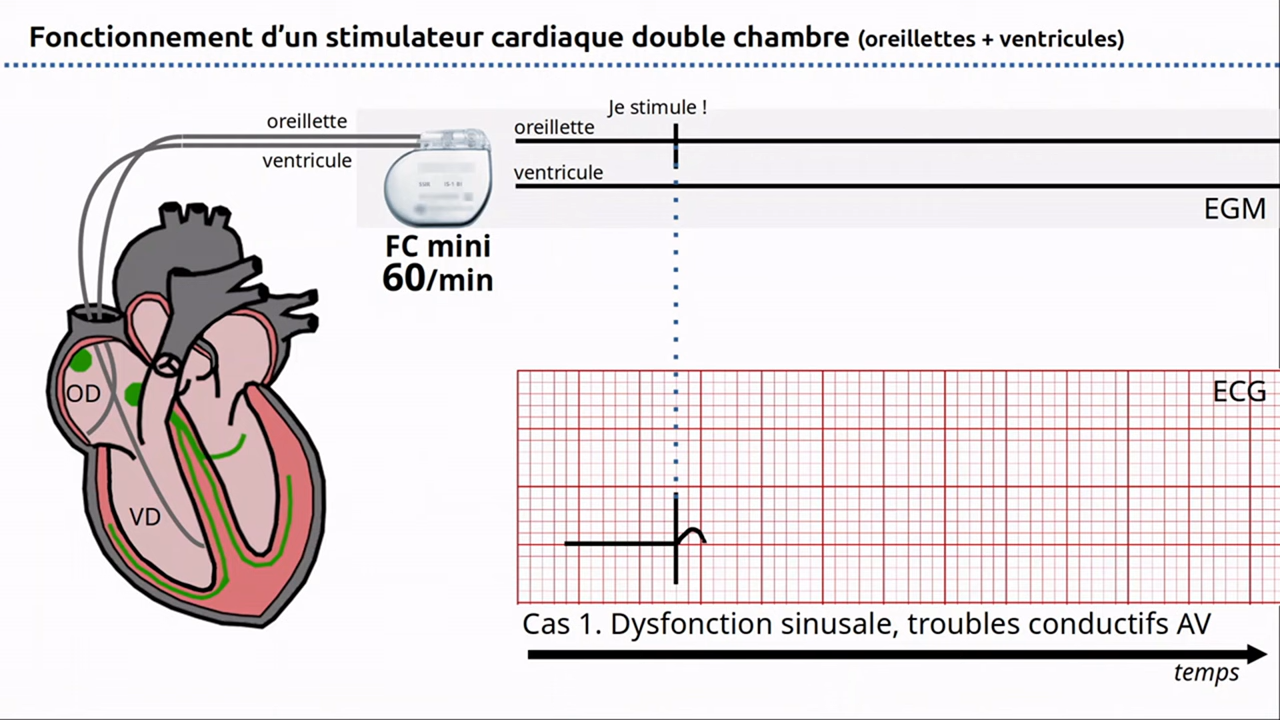 Fonctionnement d’un stimulateur cardiaque double chambre (oreillettes + ventricules)
Je stimule !
oreillette
oreillette
ventricule
ventricule
EGM
FC mini
60/min
OD
VD
ECG
Cas 1. Dysfonction sinusale, troubles conductifs AV
temps